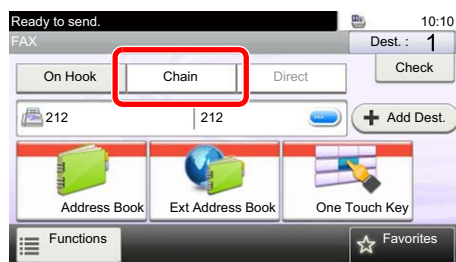 Ready to send. 10:10
FAX Dest. : 1
On Hook Chain Direct Check
212 212 Add Dest.
Address Book Ext Address Book One Touch Key
Functions Favorites